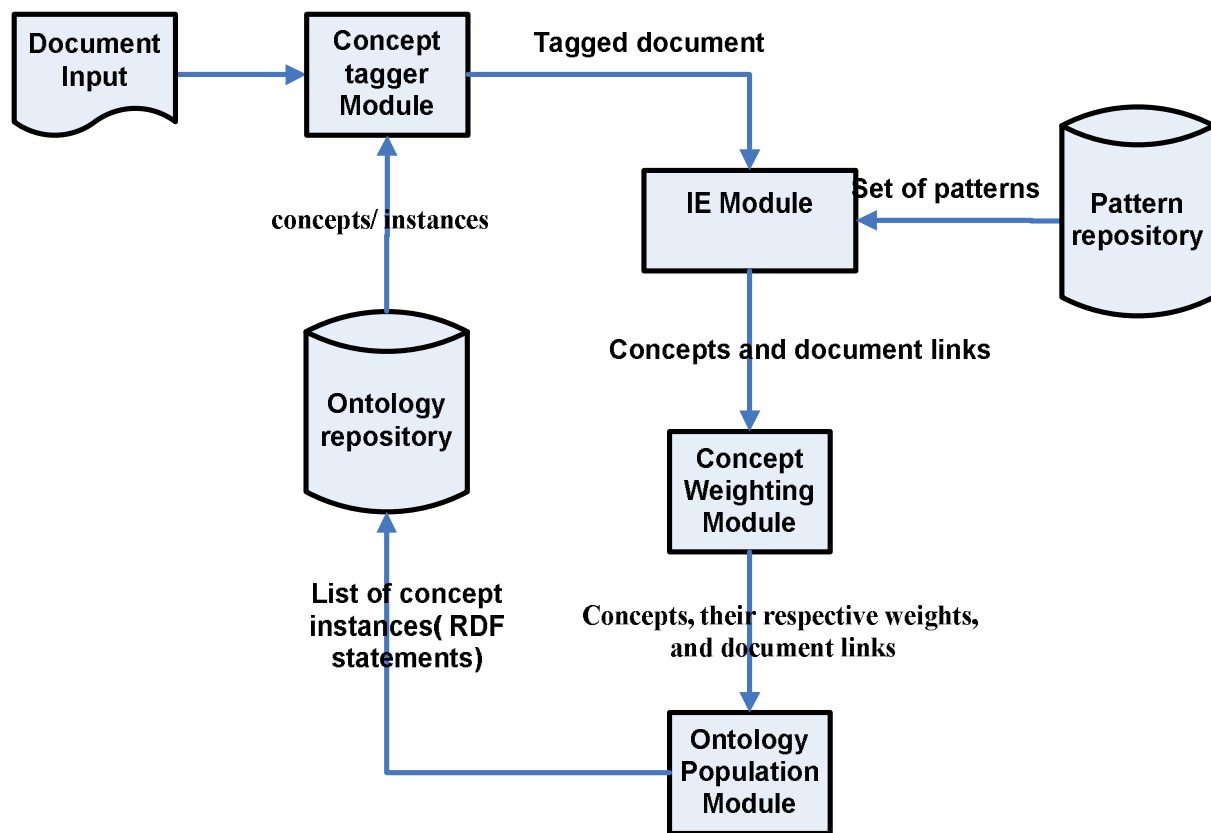 Document
Input
Concept
tagger
Module
Tagged document
IE Module
Set of patterns
Pattern
repository
concepts/ instances
Concepts and document links
Ontology
repository
Concept
Weighting
Module
List of concept
instances( RDF
statements)
Concepts, their respective weights,
and document links
Ontology
Population
Module